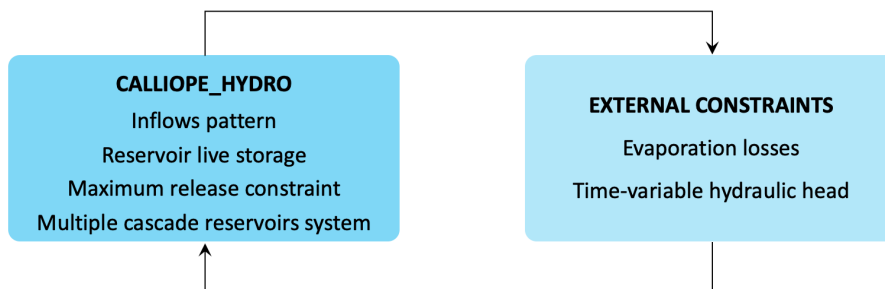 CALLIOPE_HYDRO
Inflows pattern
Reservoir live storage
Maximum release constraint
Multiple cascade reservoirs system
EXTERNAL CONSTRAINTS
Evaporation losses
Time-variable hydraulic head